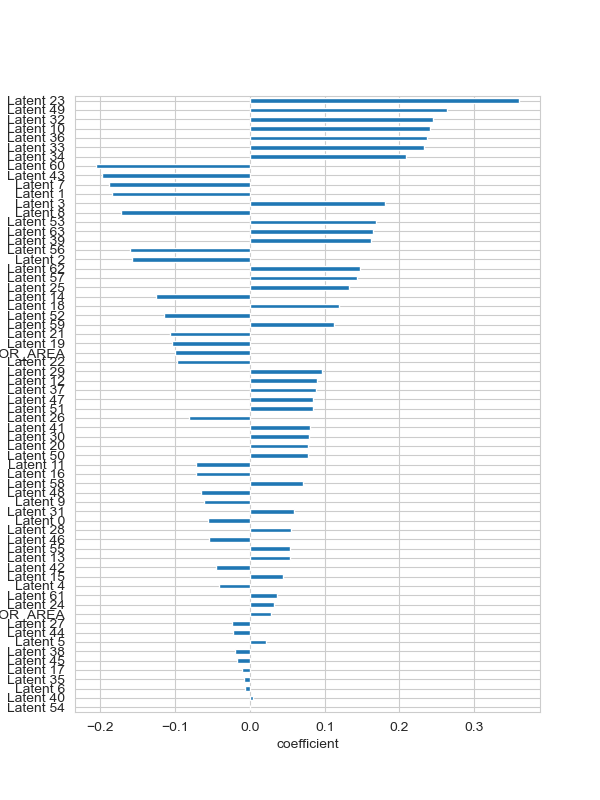 Latent 23
Latent 49
Latent 32
Latent 10
Latent 36
Latent 33
Latent 34
Latent 60
Latent 43
Latent 7
Latent 1
Latent 3
Latent 8
Latent 53
Latent 63
Latent 39
Latent 56
Latent 2
Latent 62
Latent 57
Latent 25
Latent 14
Latent 18
Latent 52
Latent 59
Latent 21
Latent 19
OR_AREA
Latent 22
Latent 29
Latent 12
Latent 37
Latent 47
Latent 51
Latent 26
Latent 41
Latent 30
Latent 20
Latent 50
Latent 11
Latent 16
Latent 58
Latent 48
Latent 9
Latent 31
Latent 0
Latent 28
Latent 46
Latent 55
Latent 13
Latent 42
Latent 15
Latent 4
Latent 61
Latent 24
OR_AREA
Latent 27
Latent 44
Latent 5
Latent 38
Latent 45
Latent 17
Latent 35
Latent 6
Latent 40
Latent 54
−0.2 −0.1 0.0 0.1 0.2 0.3
coefficient